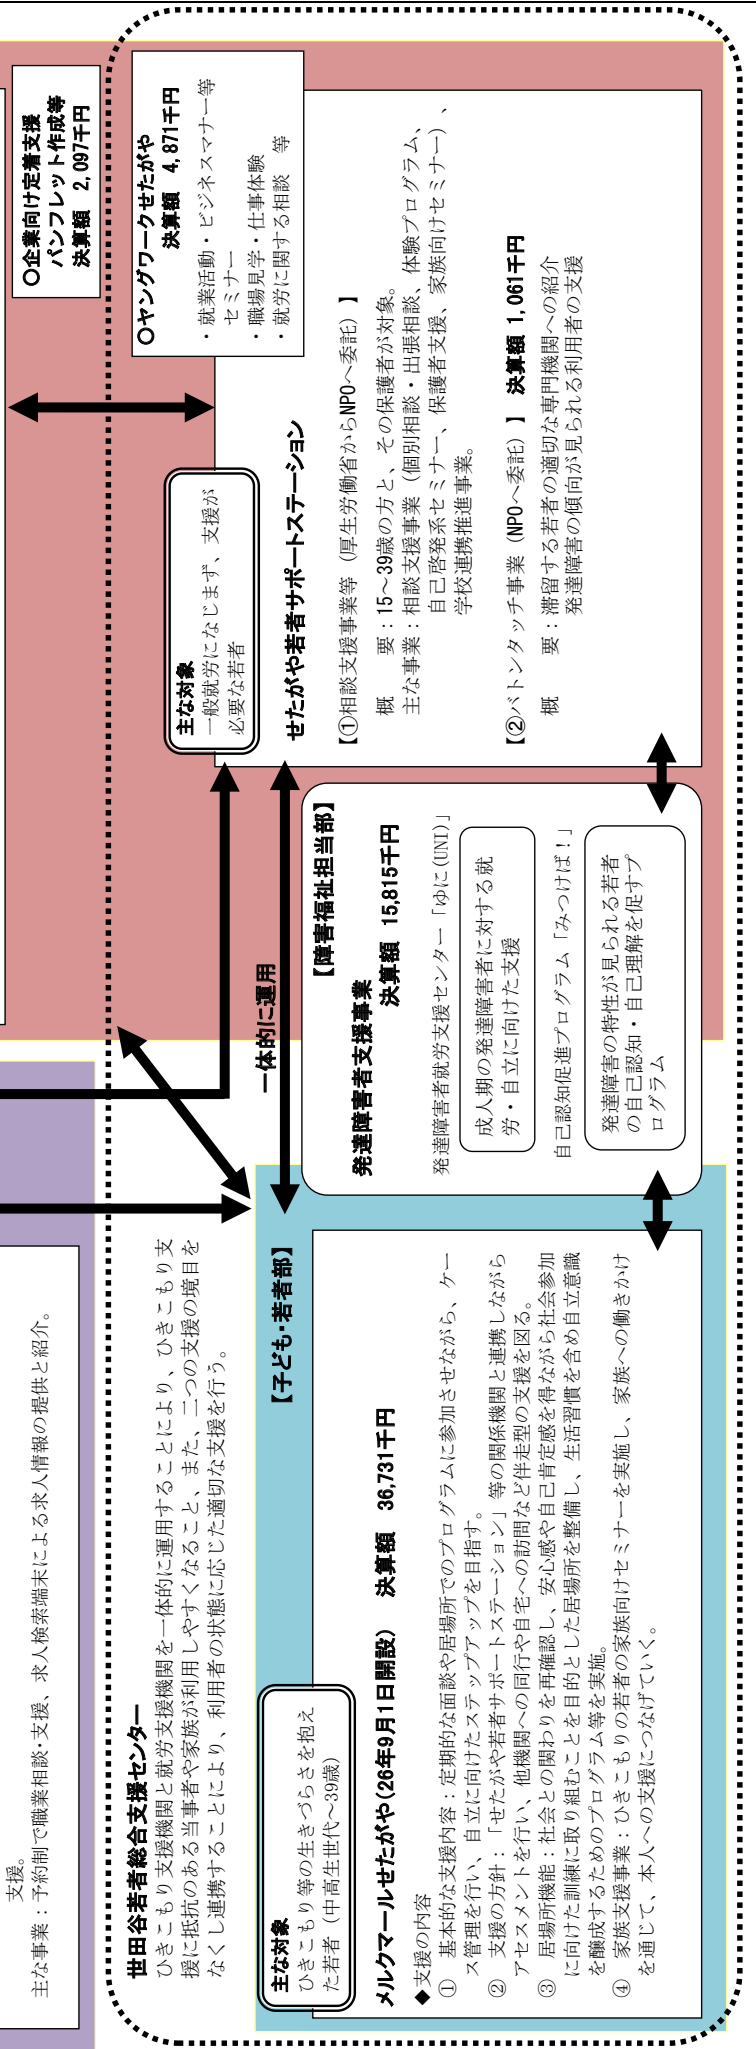 支援。
主な事業：予約制で職業相談・支援、求人検索端末による求人情報の提供と紹介。
○企業向け定着支援
パンフレット作成等
決算額　2,097千円
世田谷若者総合支援センター
ひきこもり支援機関と就労支援機関を一体的に運用することにより、ひきこもり支
援に抵抗のある当事者や家族が利用しやすくなること、また、二つの支援の境目を
なくし連携することにより、利用者の状態に応じた適切な支援を行う。
【子ども・若者部】
主な対象
ひきこもり等の生きづらさを抱え
た若者（中高生世代～39歳）
メルクマールせたがや(26年9月1日開設)　決算額　36,731千円
◆支援の内容
①　基本的な支援内容：定期的な面談や居場所でのプログラムに参加させながら、ケー
ス管理を行い、自立に向けたステップアップを目指す。
②　支援の方針：「せたがや若者サポートステーション」等の関係機関と連携しながら
アセスメントを行い、他機関への同行や自宅への訪問など伴走型の支援を図る。
③　居場所機能：社会との関わりを再確認し、安心感や自己肯定感を得ながら社会参加
に向けた訓練に取り組むことを目的とした居場所を整備し、生活習慣を含め自立意識
を醸成するためのプログラム等を実施。
④　家族支援事業：ひきこもりの若者の家族向けセミナーを実施し、家族への働きかけ
を通じて、本人への支援につなげていく。
一体的に運用
【障害福祉担当部】
発達障害者支援事業
決算額　15,815千円
発達障害者就労支援センター「ゆに(UNI)」
成人期の発達障害者に対する就
労・自立に向けた支援
自己認知促進プログラム「みつけば！」
発達障害の特性が見られる若者
の自己認知・自己理解を促すプ
ログラム
主な対象
一般就労になじまず、支援が
必要な若者
せたがや若者サポートステーション
【①相談支援事業等（厚生労働省からNPOへ委託）】
概　　要：15～39歳の方と、その保護者が対象。
主な事業：相談支援事業（個別相談・出張相談、体験プログラム、
自己啓発系セミナー、保護者支援、家族向けセミナー）、
学校連携推進事業。
【②バトンタッチ事業（NPOへ委託）】　決算額 1,061千円
概　　要：滞留する若者の適切な専門機関への紹介
発達障害の傾向が見られる利用者の支援
○ヤングワークせたがや
決算額　4,871千円
・就業活動・ビジネスマナー等
セミナー
・職場見学・仕事体験
・就労に関する相談　等